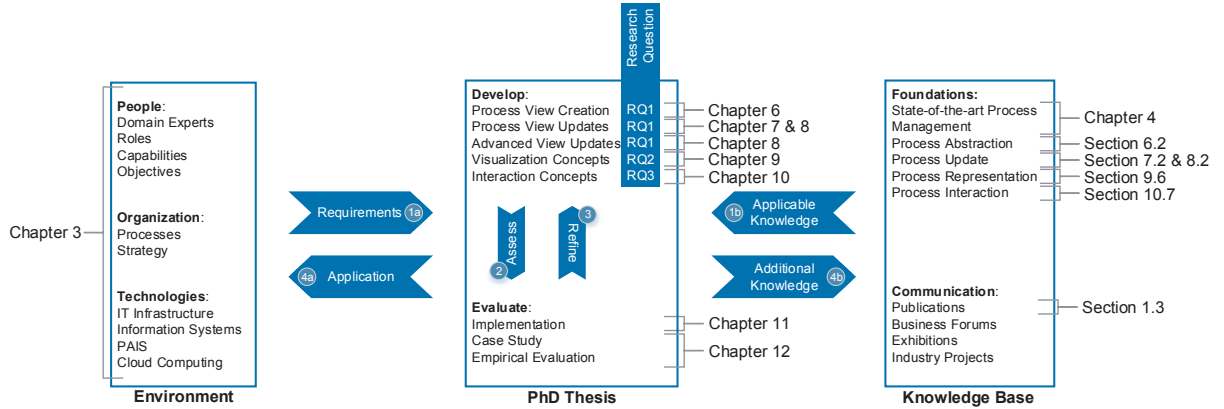 Chapter 3
People:
Domain Experts
Roles
Capabilities
Objectives
Organization:
Processes
Strategy
Technologies:
IT Infrastructure
Information Systems
PAIS
Cloud Computing
Environment
Requirements 1a
4a Application
Research
Question
Develop:
Process View Creation RQ1 Chapter 6
Process View Updates RQ1 Chapter 7 & 8
Advanced View Updates RQ1 Chapter 8
Visualization Concepts RQ2 Chapter 9
Interaction Concepts RQ3 Chapter 10
Assess 2
Refine 3
Evaluate:
Implementation Chapter 11
Case Study
Empirical Evaluation
Chapter 12
PhD Thesis
1b Applicable
Knowledge
Additional
Knowledge 4b
Foundations:
State-of-the-art Process
Management
Chapter 4
Process Abstraction Section 6.2
Process Update Section 7.2 & 8.2
Process Representation Section 9.6
Process Interaction Section 10.7
Communication:
Publications Section 1.3
Business Forums
Exhibitions
Industry Projects
Knowledge Base